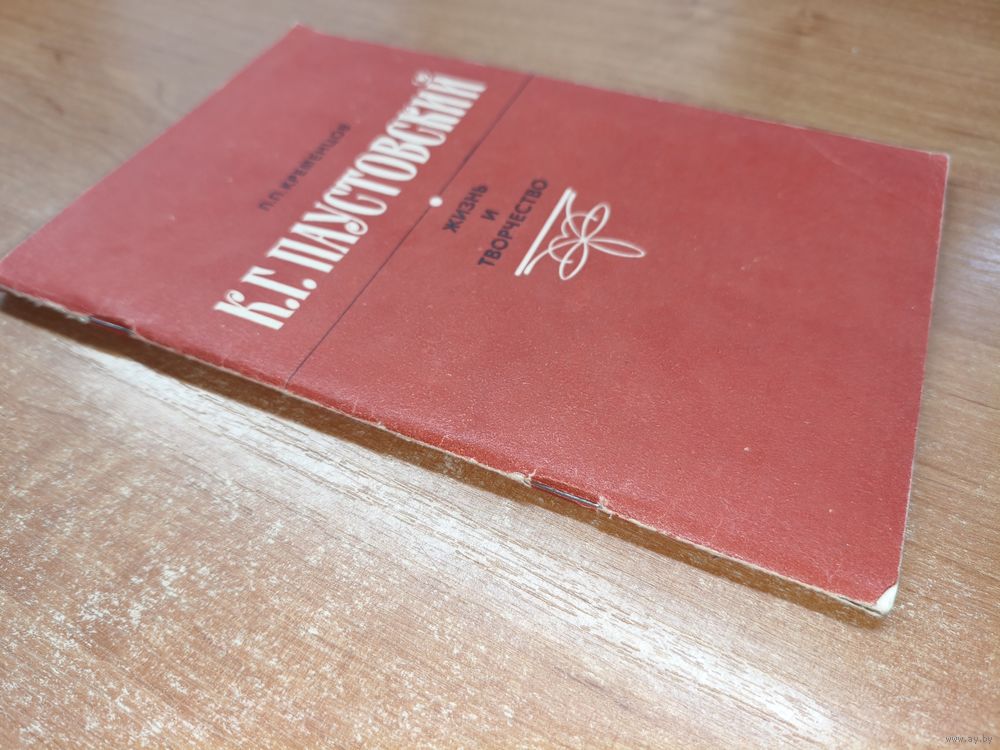 Л.П. КРЕМЕНЦОВ
К.Г. ПАУСТОВСКИЙ
ЖИЗНЬ
И
ТВОРЧЕСТВО
www.ay.by